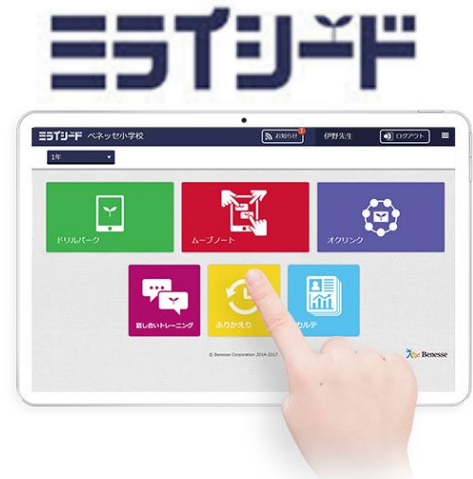 ミライシード
ミライシード ベネッセ小学校
お知らせ
1
伊野先生
ログアウト
1年
ドリルパーク
ムーブノート
オクリンク
話し合いトレーニング
ふりかえり
カルテ
© Benesse Corporation 2014-2017.
Benesse